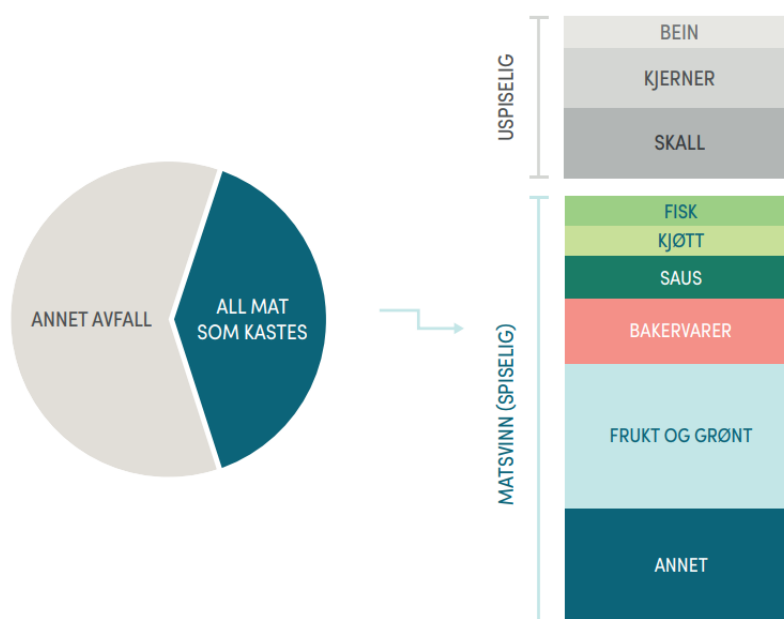 ANNET AVFALL
ALL MAT
SOM KASTES
USPISELIG
BEIN
KJERNER
SKALL
MATSVINN (SPISELIG)
FISK
KJØTT
SAUS
BAKERVARER
FRUKT OG GRØNT
ANNET